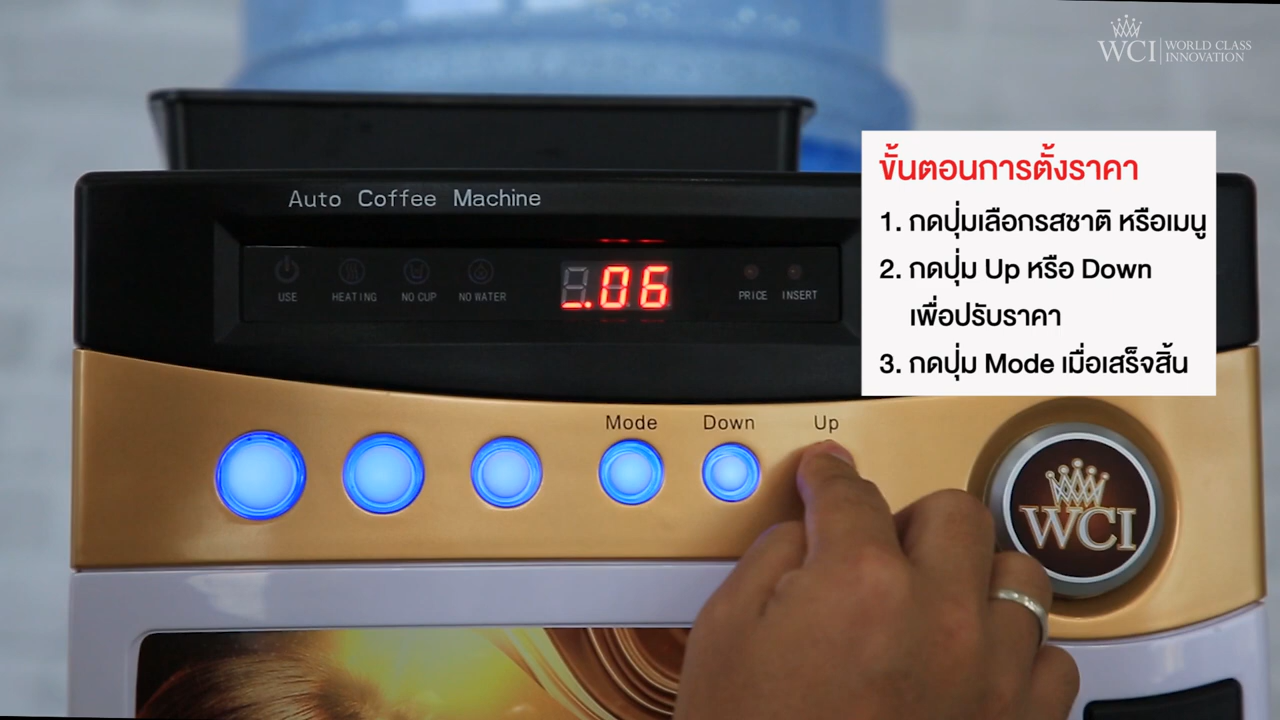 WCI WORLD CLASS
INNOVATION
Auto Coffee Machine
_.06
USE HEATING NO CUP NO WATER PRICE INSERT
ขั้นตอนการตั้งราคา
1. กดปุ่มเลือกรสชาติ หรือเมนู
2. กดปุ่ม Up หรือ Down
เพื่อปรับราคา
3. กดปุ่ม Mode เมื่อเสร็จสิ้น
Mode Down Up
WCI